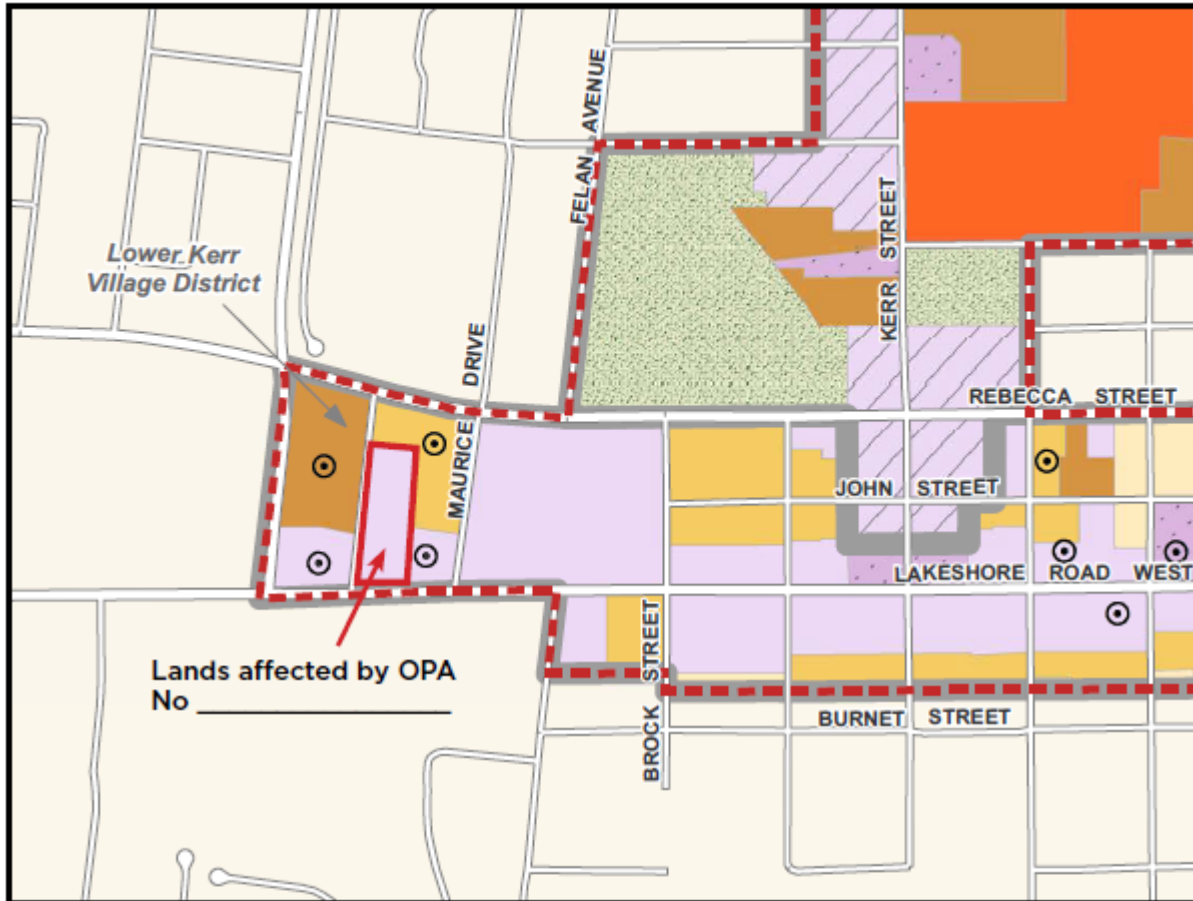 FELAN AVENUE
KERR STREET
Lower Kerr
Village District
MAURICE DRIVE
REBECCA STREET
JOHN STREET
LAKESHORE ROAD WEST
Lands affected by OPA
No _______________
BROCK STREET
BURNET STREET